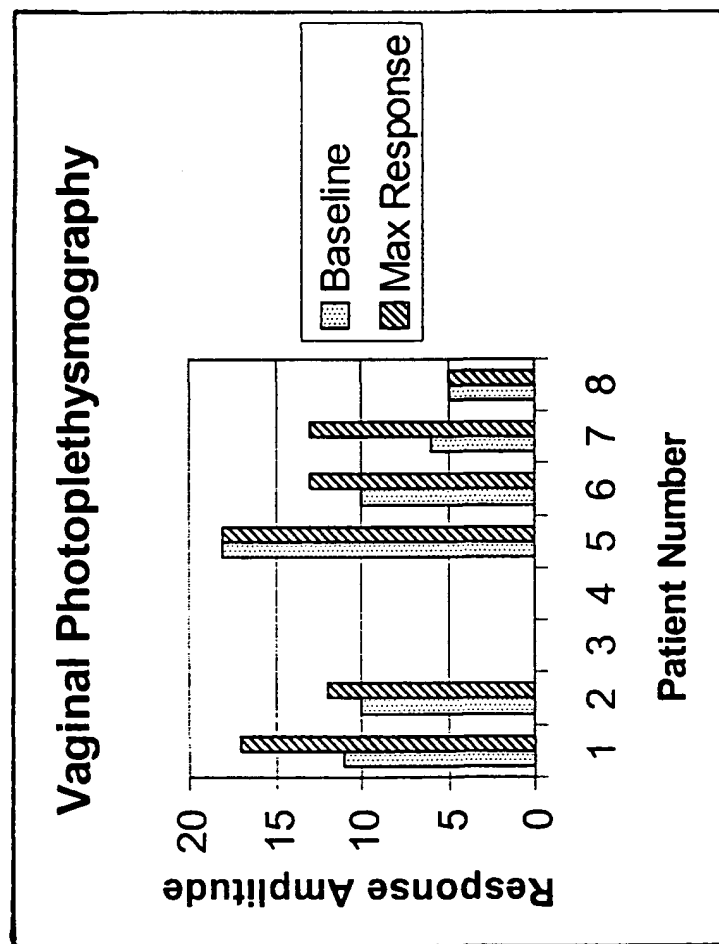 Vaginal Photoplethysmography
Response Amplitude
20
15
10
5
0
1 2 3 4 5 6 7 8
Patient Number
Baseline
Max Response